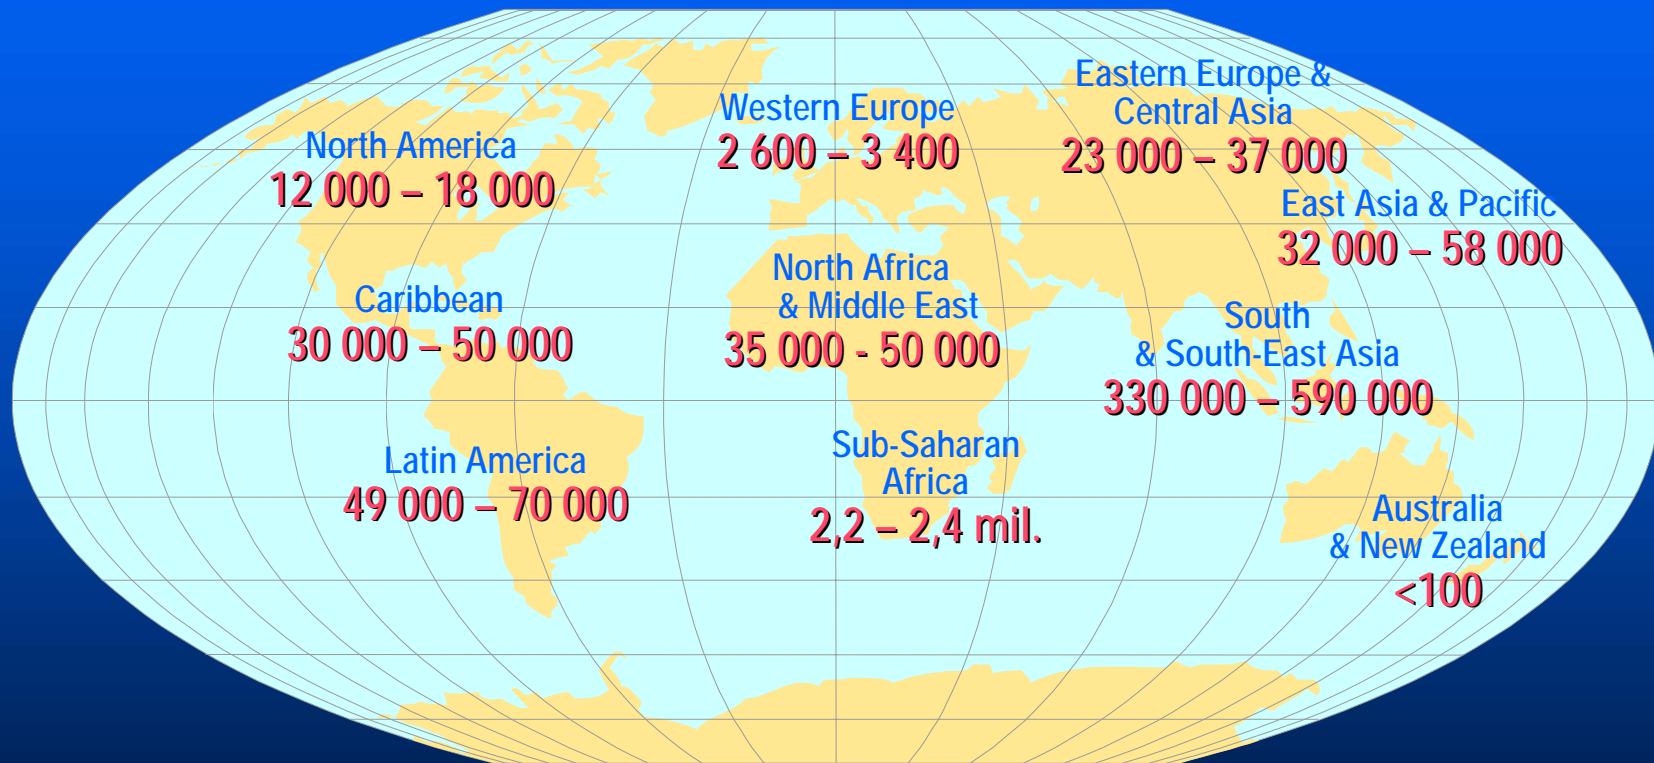 Eastern Europe &
Central Asia
23 000 – 37 000
Western Europe
2 600 – 3 400
North America
12 000 – 18 000
East Asia & Pacific
32 000 – 58 000
North Africa
& Middle East
35 000 - 50 000
Caribbean
30 000 – 50 000
South
& South-East Asia
330 000 – 590 000
Sub-Saharan
Africa
2,2 – 2,4 mil.
Latin America
49 000 – 70 000
Australia
& New Zealand
<100